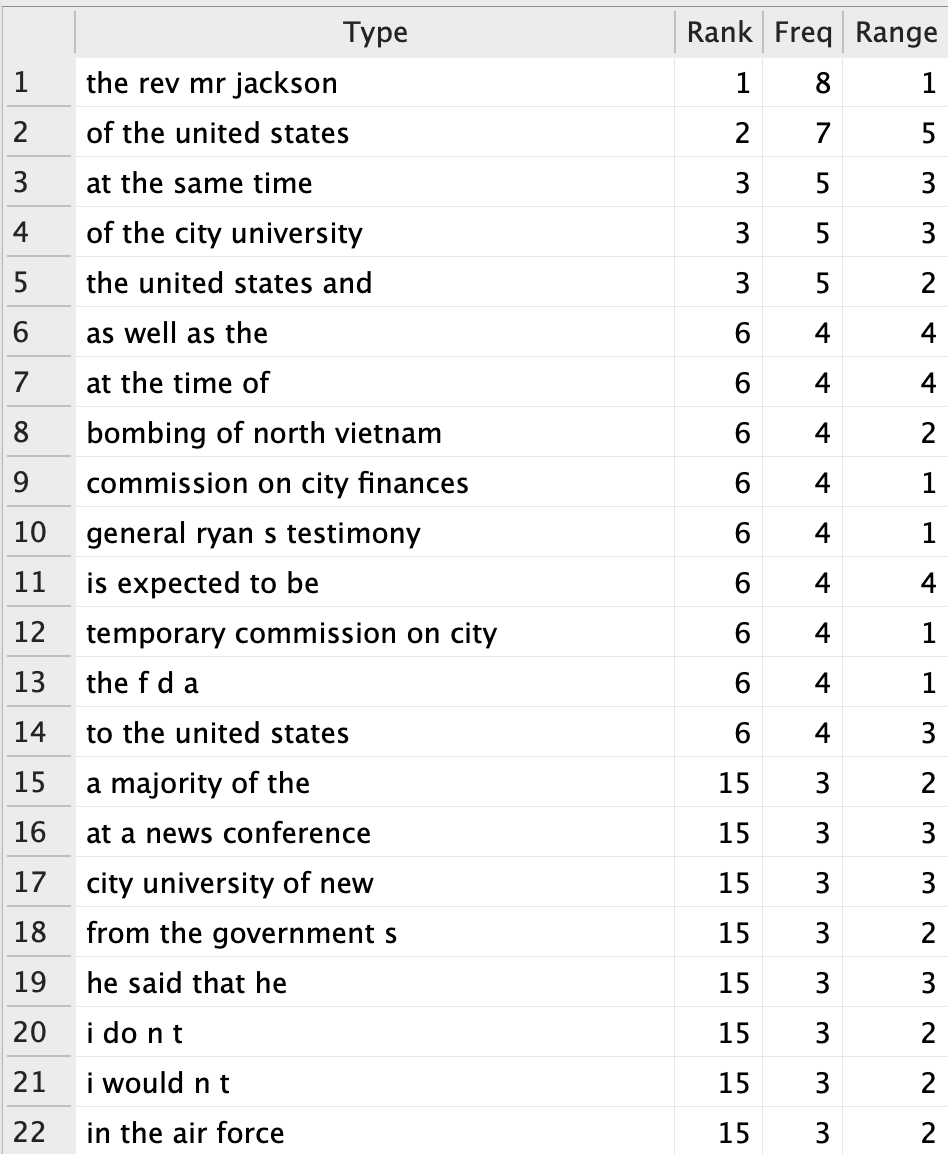 Type Rank Freq Range
1 the rev mr jackson 1 8 1
2 of the united states 2 7 5
3 at the same time 3 5 3
4 of the city university 3 5 3
5 the united states and 3 5 2
6 as well as the 6 4 4
7 at the time of 6 4 4
8 bombing of north vietnam 6 4 2
9 commission on city finances 6 4 1
10 general ryan s testimony 6 4 1
11 is expected to be 6 4 4
12 temporary commission on city 6 4 1
13 the f d a 6 4 1
14 to the united states 6 4 3
15 a majority of the 15 3 2
16 at a news conference 15 3 3
17 city university of new 15 3 3
18 from the government s 15 3 2
19 he said that he 15 3 3
20 i do n t 15 3 2
21 i would n t 15 3 2
22 in the air force 15 3 2